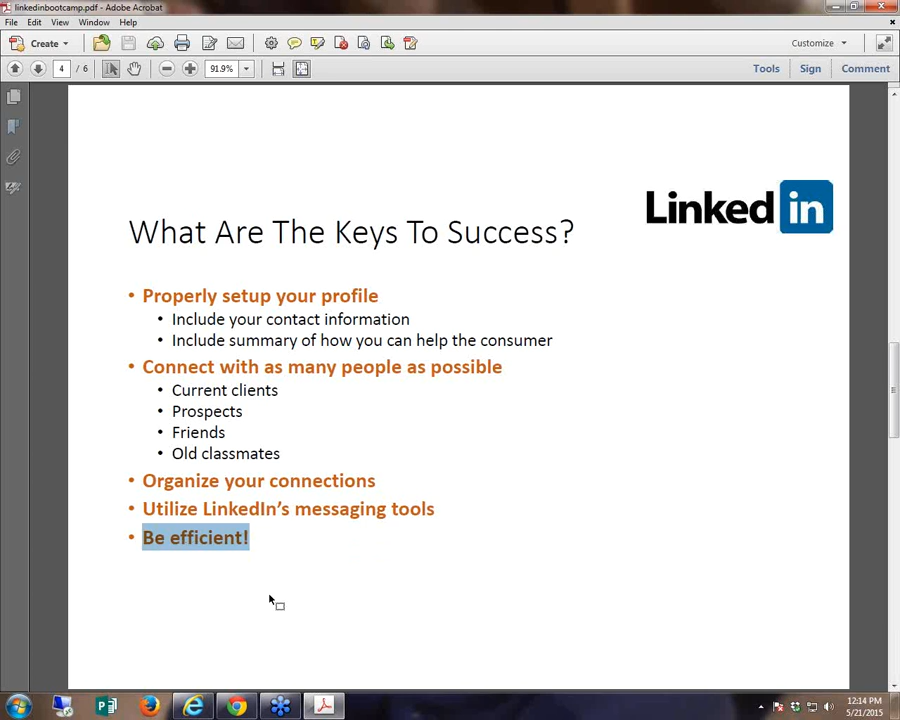 linkedinbootcamp.pdf - Adobe Acrobat
File Edit View Window Help
Create Customize
4 / 6 91.9% Tools Sign Comment
Linked in
What Are The Keys To Success?
• Properly setup your profile
• Include your contact information
• Include summary of how you can help the consumer
• Connect with as many people as possible
• Current clients
• Prospects
• Friends
• Old classmates
• Organize your connections
• Utilize LinkedIn's messaging tools
• Be efficient!
12:14 PM
5/21/2015